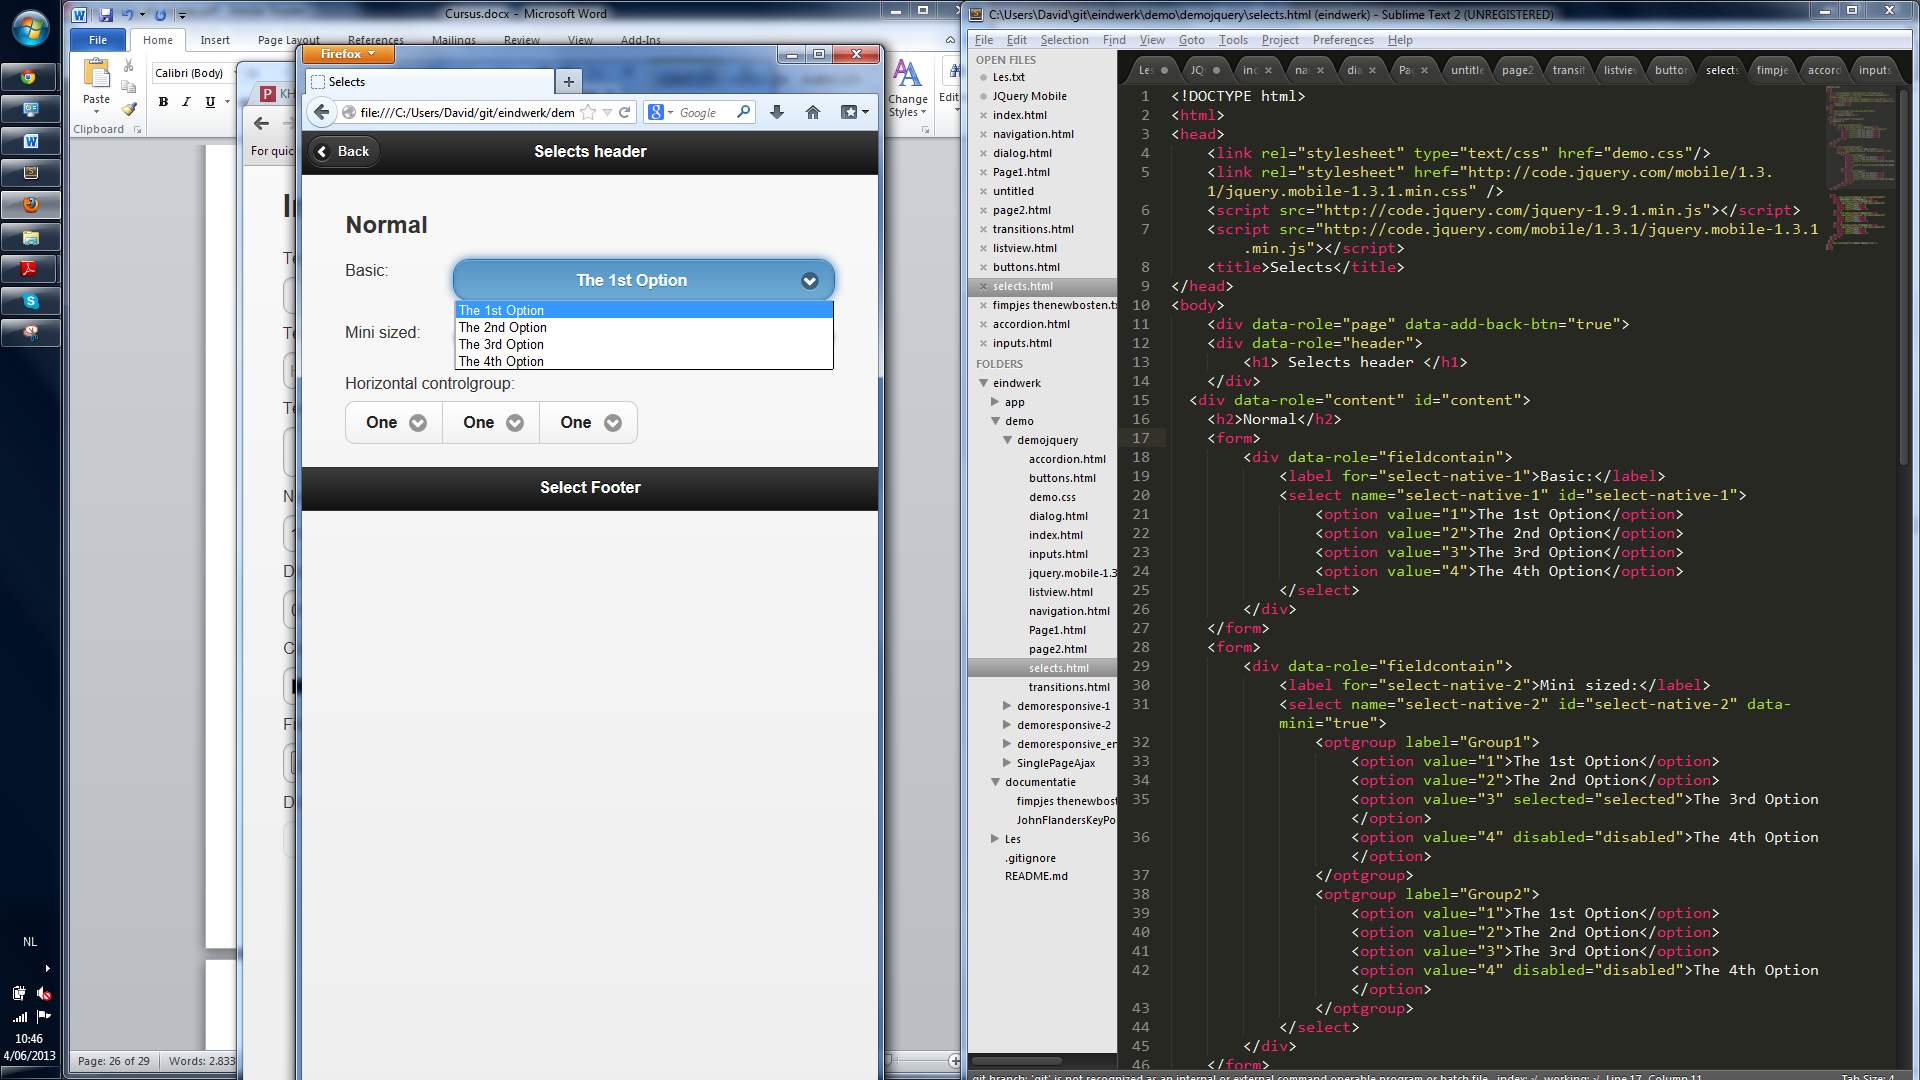 Cursus.docx - Microsoft Word
File Home Insert Page Layout References Mailings Review View Add-Ins
Calibri (Body)
Paste
B I U
Clipboard
Change
Styles
For quic
Page: 26 of 29 Words: 2.833
Firefox
Selects
file:///C:/Users/David/git/eindwerk/dem
Google
Back
Selects header
Normal
Basic:
The 1st Option
The 1st Option
The 2nd Option
The 3rd Option
The 4th Option
Mini sized:
Horizontal controlgroup:
One One One
Select Footer
NL
10:46
4/06/2013
C:\Users\David\git\eindwerk\demo\demojquery\selects.html (eindwerk) - Sublime Text 2 (UNREGISTERED)
File Edit Selection Find View Goto Tools Project Preferences Help
OPEN FILES
Les.txt
JQuery Mobile
index.html
navigation.html
dialog.html
Page1.html
untitled
page2.html
transitions.html
listview.html
buttons.html
selects.html
fimpjes thenewbosten.tx
accordion.html
inputs.html
FOLDERS
eindwerk
app
demo
demojquery
accordion.html
buttons.html
demo.css
dialog.html
index.html
inputs.html
jquery.mobile-1.3
listview.html
navigation.html
Page1.html
page2.html
selects.html
transitions.html
demoresponsive-1
demoresponsive-2
demoresponsive_en
SinglePageAjax
documentatie
fimpjes thenewbost
JohnFlandersKeyPo
Les
.gitignore
README.md
Les JQ in na dia Pa untitle page2 transit listviev buttor selects fimpje accord inputs
1 <!DOCTYPE html>
2 <html>
3 <head>
4 <link rel="stylesheet" type="text/css" href="demo.css"/>
5 <link rel="stylesheet" href="http://code.jquery.com/mobile/1.3.
1/jquery.mobile-1.3.1.min.css" />
6 <script src="http://code.jquery.com/jquery-1.9.1.min.js"></script>
7 <script src="http://code.jquery.com/mobile/1.3.1/jquery.mobile-1.3.1
.min.js"></script>
8 <title>Selects</title>
9 </head>
10 <body>
11 <div data-role="page" data-add-back-btn="true">
12 <div data-role="header">
13 <h1> Selects header </h1>
14 </div>
15 <div data-role="content" id="content">
16 <h2>Normal</h2>
17 <form>
18 <div data-role="fieldcontain">
19 <label for="select-native-1">Basic:</label>
20 <select name="select-native-1" id="select-native-1">
21 <option value="1">The 1st Option</option>
22 <option value="2">The 2nd Option</option>
23 <option value="3">The 3rd Option</option>
24 <option value="4">The 4th Option</option>
25 </select>
26 </div>
27 </form>
28 <form>
29 <div data-role="fieldcontain">
30 <label for="select-native-2">Mini sized:</label>
31 <select name="select-native-2" id="select-native-2" data-
mini="true">
32 <optgroup label="Group1">
33 <option value="1">The 1st Option</option>
34 <option value="2">The 2nd Option</option>
35 <option value="3" selected="selected">The 3rd Option
</option>
36 <option value="4" disabled="disabled">The 4th Option
</option>
37 </optgroup>
38 <optgroup label="Group2">
39 <option value="1">The 1st Option</option>
40 <option value="2">The 2nd Option</option>
41 <option value="3">The 3rd Option</option>
42 <option value="4" disabled="disabled">The 4th Option
</option>
43 </optgroup>
44 </select>
45 </div>
46 </form>